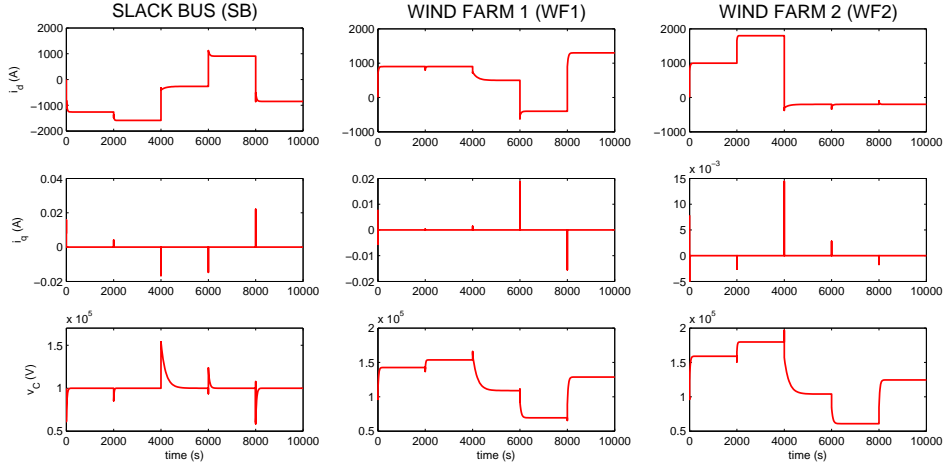 SLACK BUS (SB) WIND FARM 1 (WF1) WIND FARM 2 (WF2)
2000 2000 2000
1000
0 1000 1000
−1000 0 0
−2000 −1000 −1000
i_d (A)
0 2000 4000 6000 8000 10000 0 2000 4000 6000 8000 10000 0 2000 4000 6000 8000 10000
x 10^−3
0.04 0.02 15
0.02 0.01 10
0 0 5
−0.02 −0.01 0
−0.02 −5
i_q (A)
0 2000 4000 6000 8000 10000 0 2000 4000 6000 8000 10000 0 2000 4000 6000 8000 10000
x 10^5 x 10^5 x 10^5
1.5 2 2
1 1.5 1.5
0.5 1 1
0.5 0.5
v_C (V)
0 2000 4000 6000 8000 10000 0 2000 4000 6000 8000 10000 0 2000 4000 6000 8000 10000
time (s) time (s) time (s)